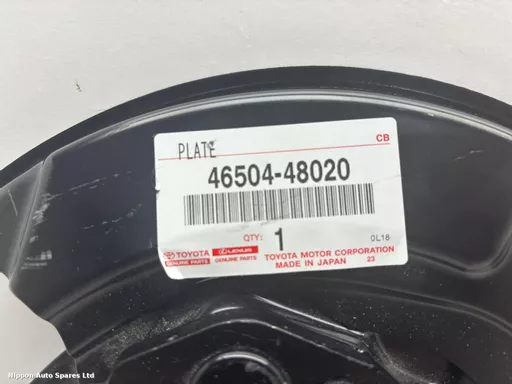 PLATE
CB
46504-48020
QTY: 1
0L16
TOYOTA
GENUINE PARTS
LEXUS
GENUINE PARTS
TOYOTA MOTOR CORPORATION
MADE IN JAPAN 23
Nippon Auto Spares Ltd